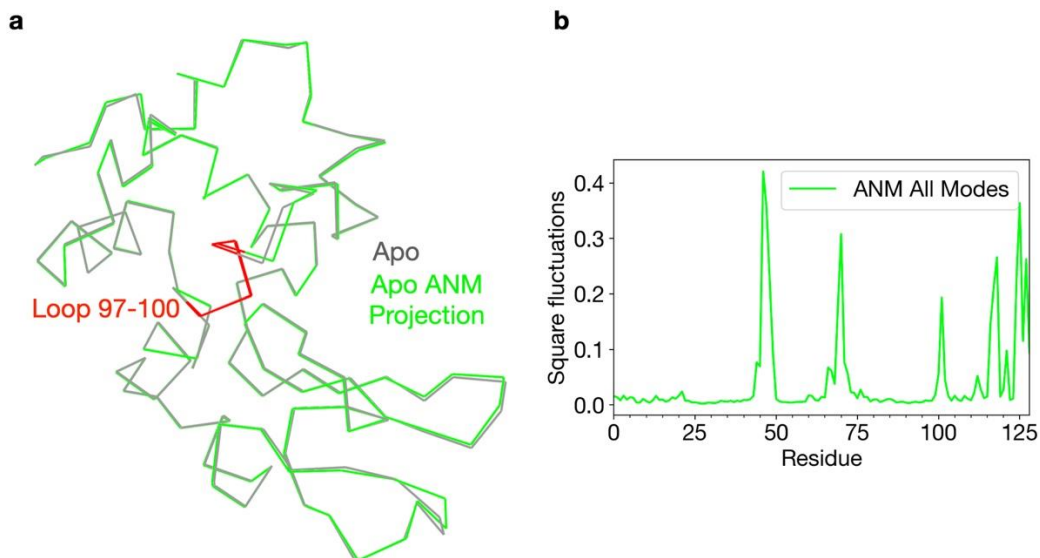 a
Apo
Apo ANM
Projection
Loop 97-100
b
ANM All Modes
Square fluctuations
0.4
0.3
0.2
0.1
0.0
0
25
50
75
100
125
Residue